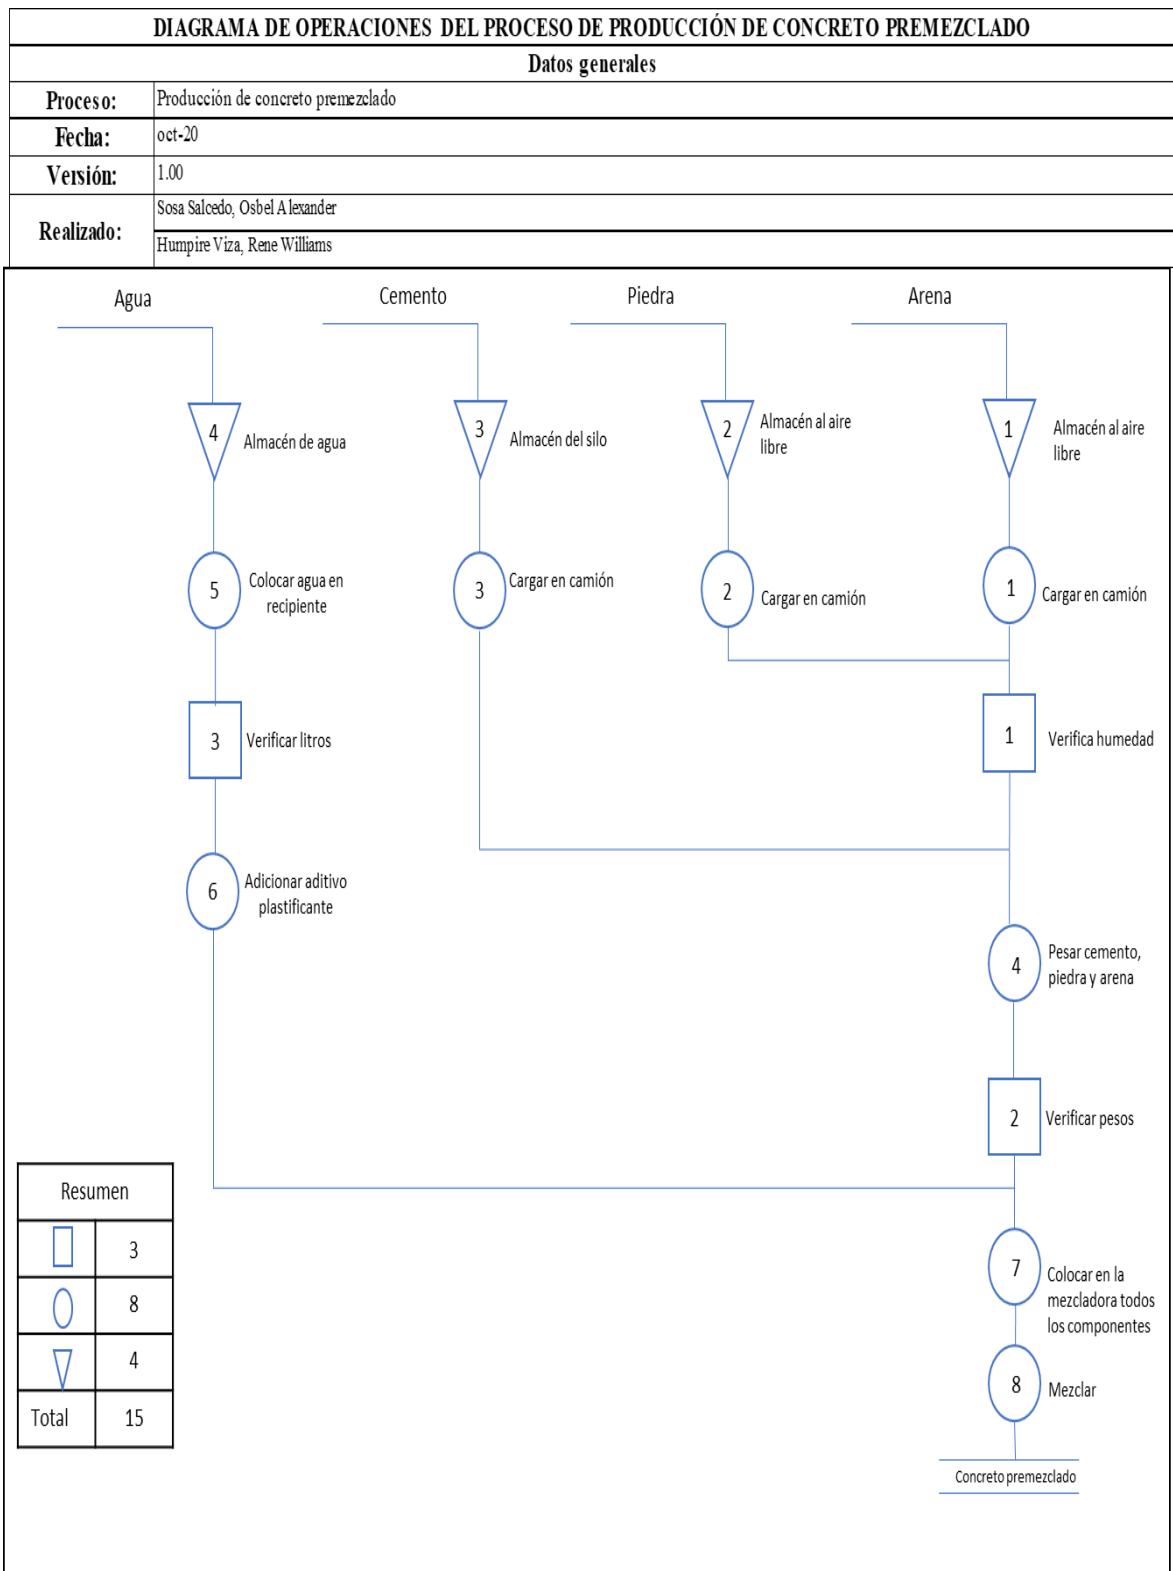 DIAGRAMA DE OPERACIONES DEL PROCESO DE PRODUCCIÓN DE CONCRETO PREMEZCLADO
Datos generales
Proceso: Producción de concreto premezclado
Fecha: oct-20
Versión: 1.00
Realizado: Sosa Salcedo, Osbel Alexander
Humpire Viza, Rene Williams
Agua Cemento Piedra Arena
4 Almacén de agua
3 Almacén del silo
2 Almacén al aire
libre
1 Almacén al aire
libre
5 Colocar agua en
recipiente
3 Cargar en camión
2 Cargar en camión
1 Cargar en camión
3 Verificar litros
1 Verifica humedad
6 Adicionar aditivo
plastificante
4 Pesar cemento,
piedra y arena
2 Verificar pesos
7 Colocar en la
mezcladora todos
los componentes
8 Mezclar
Concreto premezclado
Resumen
3
8
4
Total 15